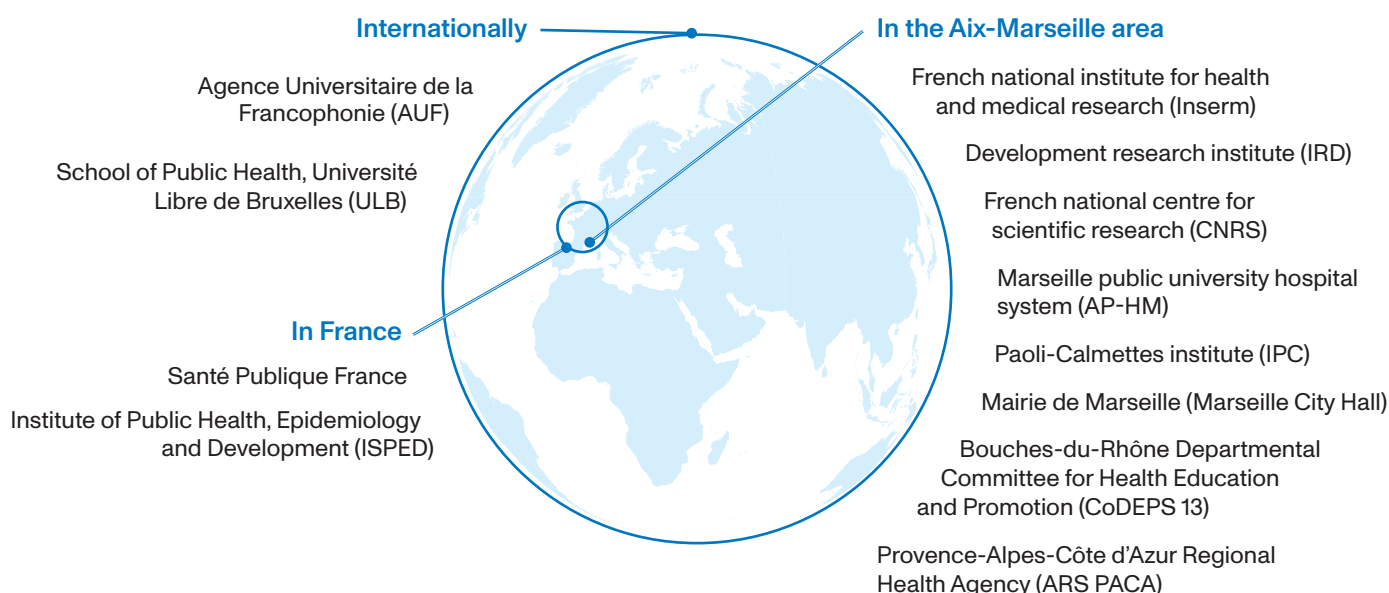 Internationally
Agence Universitaire de la
Francophonie (AUF)
School of Public Health, Université
Libre de Bruxelles (ULB)
In France
Santé Publique France
Institute of Public Health, Epidemiology
and Development (ISPED)
In the Aix-Marseille area
French national institute for health
and medical research (Inserm)
Development research institute (IRD)
French national centre for
scientific research (CNRS)
Marseille public university hospital
system (AP-HM)
Paoli-Calmettes institute (IPC)
Mairie de Marseille (Marseille City Hall)
Bouches-du-Rhône Departmental
Committee for Health Education
and Promotion (CoDEPS 13)
Provence-Alpes-Côte d’Azur Regional
Health Agency (ARS PACA)